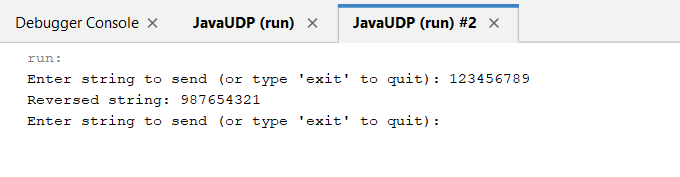 Debugger Console × JavaUDP (run) × JavaUDP (run) #2 ×
run:
Enter string to send (or type 'exit' to quit): 123456789
Reversed string: 987654321
Enter string to send (or type 'exit' to quit):